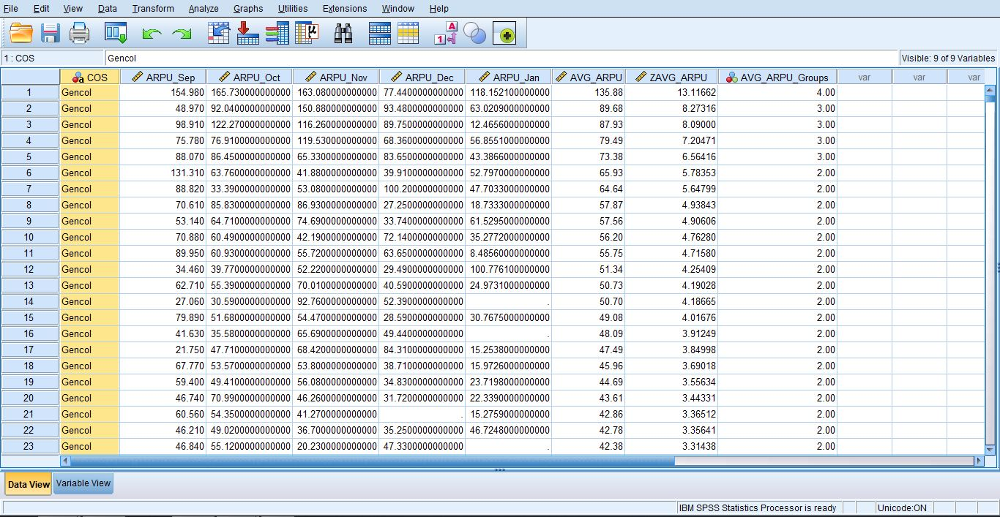 File Edit View Data Transform Analyze Graphs Utilities Extensions Window Help
1 : COS Gencol Visible: 9 of 9 Variables
COS ARPU_Sep ARPU_Oct ARPU_Nov ARPU_Dec ARPU_Jan AVG_ARPU ZAVG_ARPU AVG_ARPU_Groups var var var
1 Gencol 154.980 165.730000000000 163.080000000000 77.4400000000000 118.152100000000 135.88 13.11662 4.00
2 Gencol 48.970 92.0400000000000 150.880000000000 93.4800000000000 63.0209000000000 89.68 8.27316 3.00
3 Gencol 98.910 122.270000000000 116.260000000000 89.7500000000000 12.4656000000000 87.93 8.09000 3.00
4 Gencol 75.780 76.9100000000000 119.530000000000 68.3600000000000 56.8551000000000 79.49 7.20471 3.00
5 Gencol 88.070 86.4500000000000 65.3300000000000 83.6500000000000 43.3866000000000 73.38 6.56416 3.00
6 Gencol 131.310 63.7600000000000 41.8800000000000 39.9100000000000 52.7970000000000 65.93 5.78353 2.00
7 Gencol 88.820 33.3900000000000 53.0800000000000 100.200000000000 47.7033000000000 64.64 5.64799 2.00
8 Gencol 70.610 85.8300000000000 86.9300000000000 27.2500000000000 18.7333000000000 57.87 4.93843 2.00
9 Gencol 53.140 64.7100000000000 74.6900000000000 33.7400000000000 61.5295000000000 57.56 4.90606 2.00
10 Gencol 70.880 60.4900000000000 42.1900000000000 72.1400000000000 35.2772000000000 56.20 4.76280 2.00
11 Gencol 89.950 60.9300000000000 55.7200000000000 63.6500000000000 8.48560000000000 55.75 4.71580 2.00
12 Gencol 34.460 39.7700000000000 52.2200000000000 29.4900000000000 100.776100000000 51.34 4.25409 2.00
13 Gencol 62.710 55.3900000000000 70.0100000000000 40.5900000000000 24.9731000000000 50.73 4.19028 2.00
14 Gencol 27.060 30.5900000000000 92.7600000000000 52.3900000000000 . 50.70 4.18665 2.00
15 Gencol 79.890 51.6800000000000 54.4700000000000 28.5900000000000 30.7675000000000 49.08 4.01676 2.00
16 Gencol 41.630 35.5800000000000 65.6900000000000 49.4400000000000 . 48.09 3.91249 2.00
17 Gencol 21.750 47.7100000000000 68.4200000000000 84.3100000000000 15.2538000000000 47.49 3.84998 2.00
18 Gencol 67.770 53.5700000000000 53.8000000000000 38.7100000000000 15.9726000000000 45.96 3.69018 2.00
19 Gencol 59.400 49.4100000000000 56.0800000000000 34.8300000000000 23.7198000000000 44.69 3.55634 2.00
20 Gencol 46.740 70.9900000000000 46.2600000000000 31.7200000000000 22.3390000000000 43.61 3.44331 2.00
21 Gencol 60.560 54.3500000000000 41.2700000000000 . 15.2759000000000 42.86 3.36512 2.00
22 Gencol 46.210 49.0200000000000 36.7000000000000 35.2500000000000 46.7248000000000 42.78 3.35641 2.00
23 Gencol 46.840 55.1200000000000 20.2300000000000 47.3300000000000 . 42.38 3.31438 2.00
Data View Variable View
IBM SPSS Statistics Processor is ready Unicode:ON